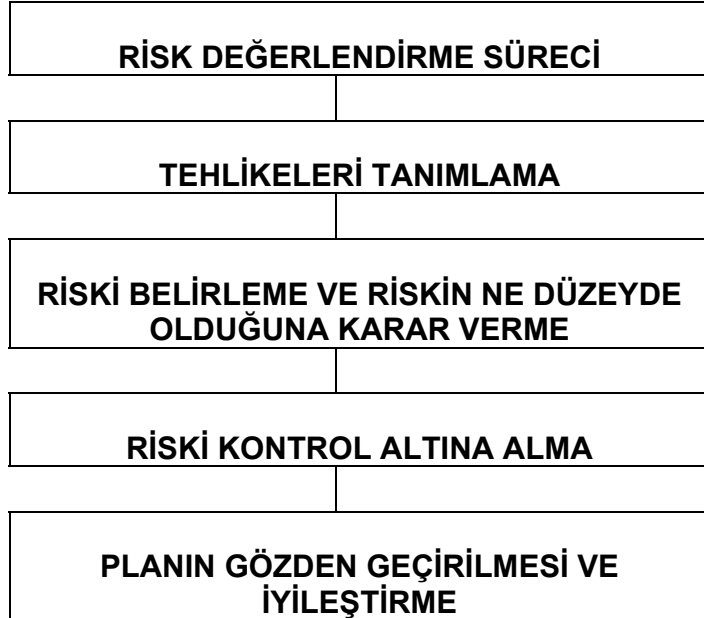 RİSK DEĞERLENDİRME SÜRECİ
TEHLİKELERİ TANIMLAMA
RİSKİ BELİRLEME VE RİSKİN NE DÜZEYDE
OLDUĞUNA KARAR VERME
RİSKİ KONTROL ALTINA ALMA
PLANIN GÖZDEN GEÇİRİLMESİ VE
İYİLEŞTİRME